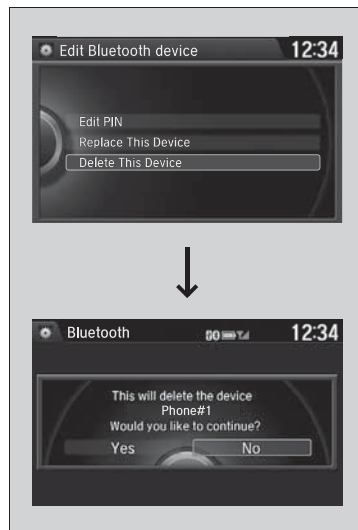 Edit Bluetooth device 12:34
Edit PIN
Replace This Device
Delete This Device
Bluetooth 12:34
This will delete the device
Phone#1
Would you like to continue?
Yes No